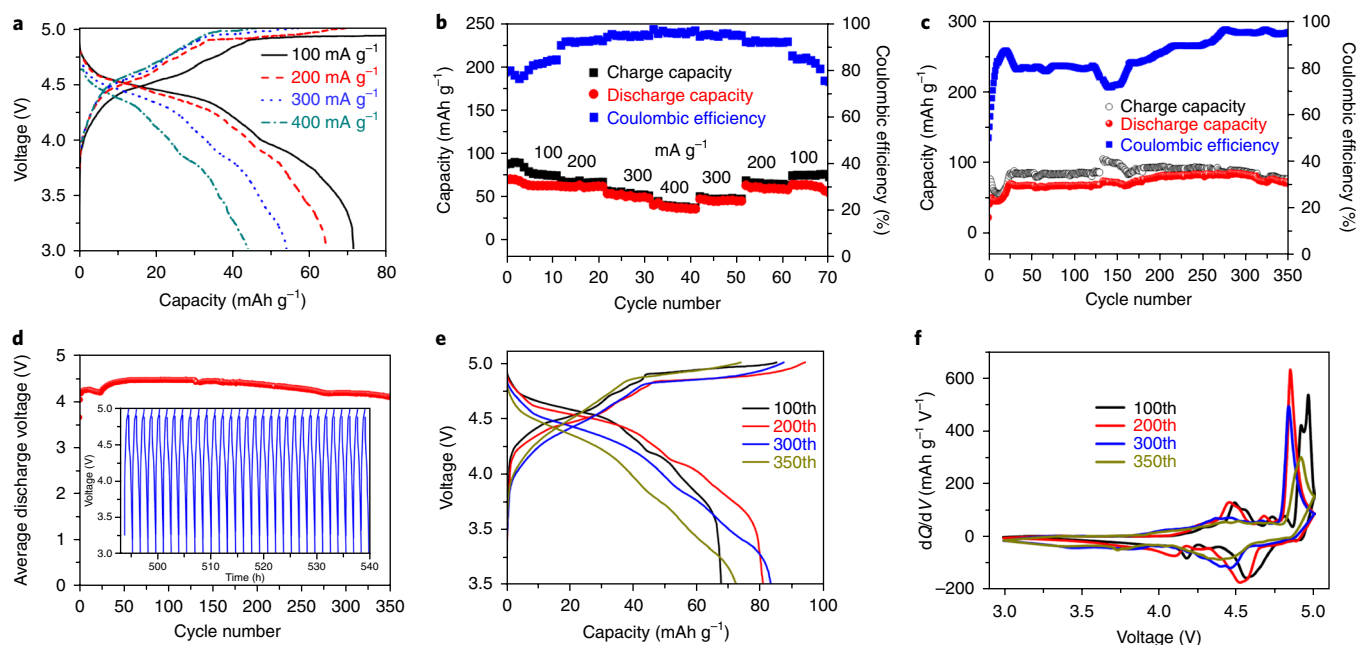 a
5.0
4.5
4.0
3.5
3.0
Voltage (V)
100 mA g⁻¹
200 mA g⁻¹
300 mA g⁻¹
400 mA g⁻¹
0 20 40 60 80
Capacity (mAh g⁻¹)
b
250
200
150
100
50
0
Capacity (mAh g⁻¹)
Charge capacity
Discharge capacity
Coulombic efficiency
mA g⁻¹
100 200 300 400 300 200 100
100
80
60
40
20
0
Coulombic efficiency (%)
0 10 20 30 40 50 60 70
Cycle number
c
300
200
100
0
Capacity (mAh g⁻¹)
Charge capacity
Discharge capacity
Coulombic efficiency
100
80
60
40
20
0
Coulombic efficiency (%)
0 50 100 150 200 250 300 350
Cycle number
d
5
4
3
2
1
0
Average discharge voltage (V)
5.0
4.5
4.0
3.5
3.0
Voltage (V)
500 510 520 530 540
Time (h)
0 50 100 150 200 250 300 350
Cycle number
e
5.0
4.5
4.0
3.5
Voltage (V)
100th
200th
300th
350th
0 20 40 60 80 100
Capacity (mAh g⁻¹)
f
600
400
200
0
−200
dQ/dV (mAh g⁻¹ V⁻¹)
100th
200th
300th
350th
3.0 3.5 4.0 4.5 5.0
Voltage (V)